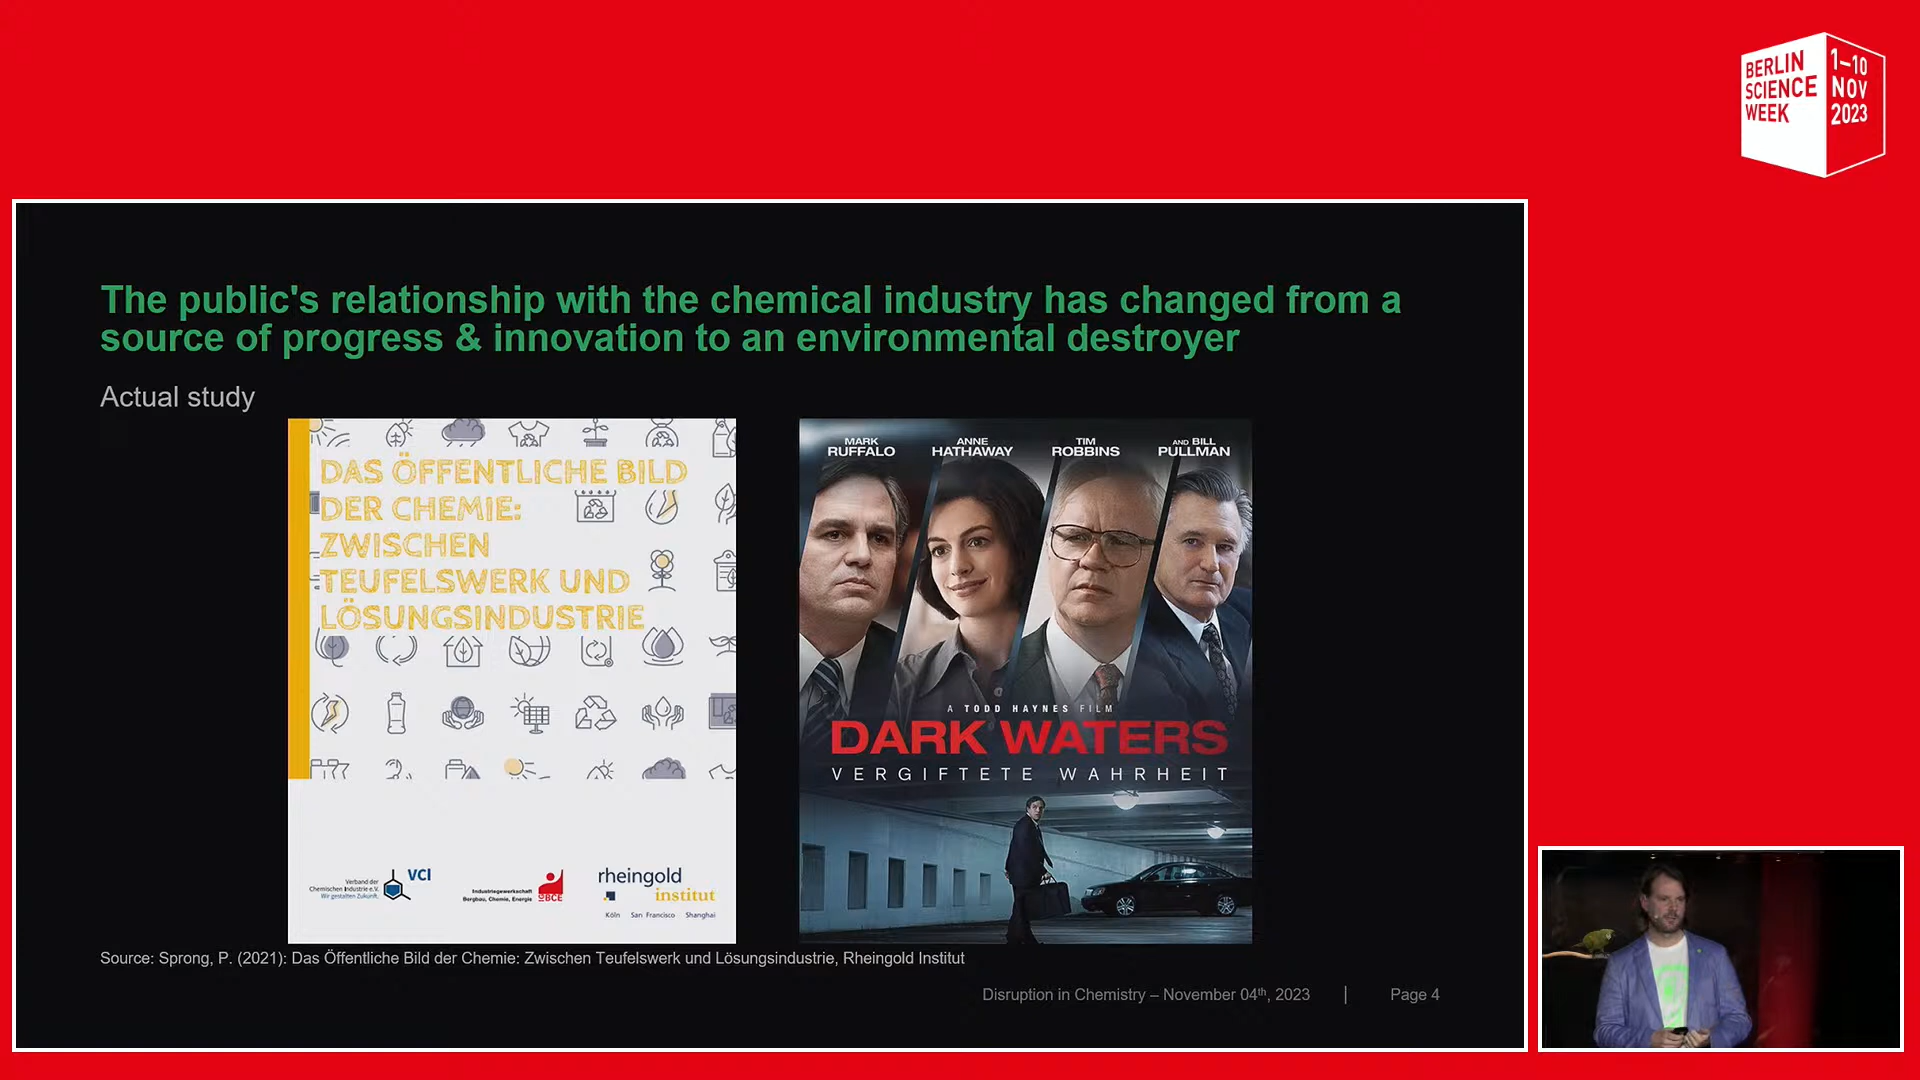 BERLIN
SCIENCE
WEEK
1–10
NOV
2023
The public's relationship with the chemical industry has changed from a
source of progress & innovation to an environmental destroyer
Actual study
DAS ÖFFENTLICHE BILD
DER CHEMIE:
ZWISCHEN
TEUFELSWERK UND
LÖSUNGSINDUSTRIE
Verband der
Chemischen Industrie e.V.
Wir gestalten Zukunft.
VCI
Industriegewerkschaft
Bergbau, Chemie, Energie
IGBCE
rheingold
institut
Köln San Francisco Shanghai
MARK
RUFFALO
ANNE
HATHAWAY
TIM
ROBBINS
AND BILL
PULLMAN
A TODD HAYNES FILM
DARK WATERS
VERGIFTETE WAHRHEIT
Source: Sprong, P. (2021): Das Öffentliche Bild der Chemie: Zwischen Teufelswerk und Lösungsindustrie, Rheingold Institut
Disruption in Chemistry – November 04th, 2023 | Page 4